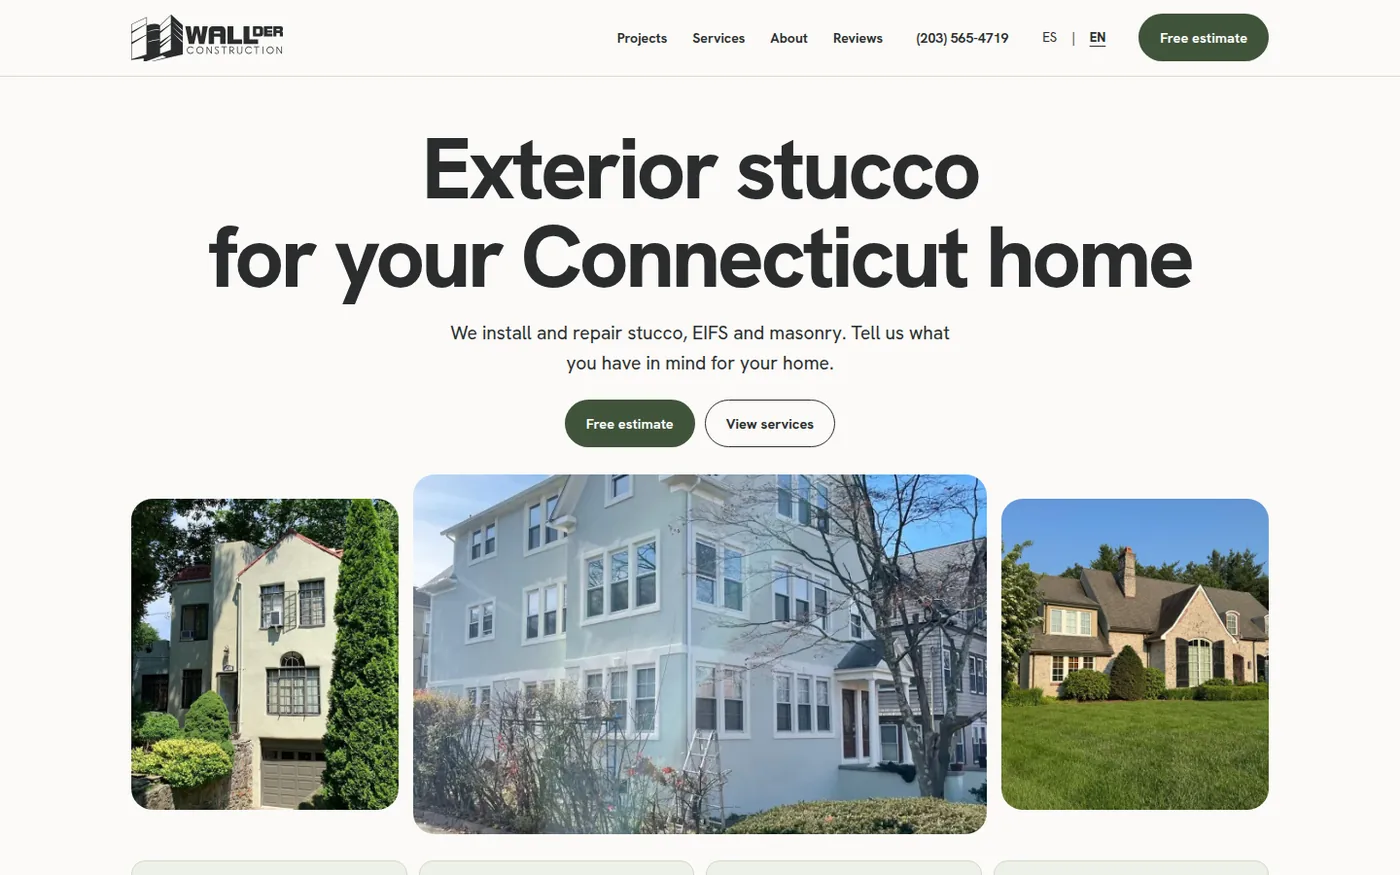 WALLDER
CONSTRUCTION
Projects
Services
About
Reviews
(203) 565-4719
ES | EN
Free estimate
Exterior stucco
for your Connecticut home
We install and repair stucco, EIFS and masonry. Tell us what
you have in mind for your home.
Free estimate
View services